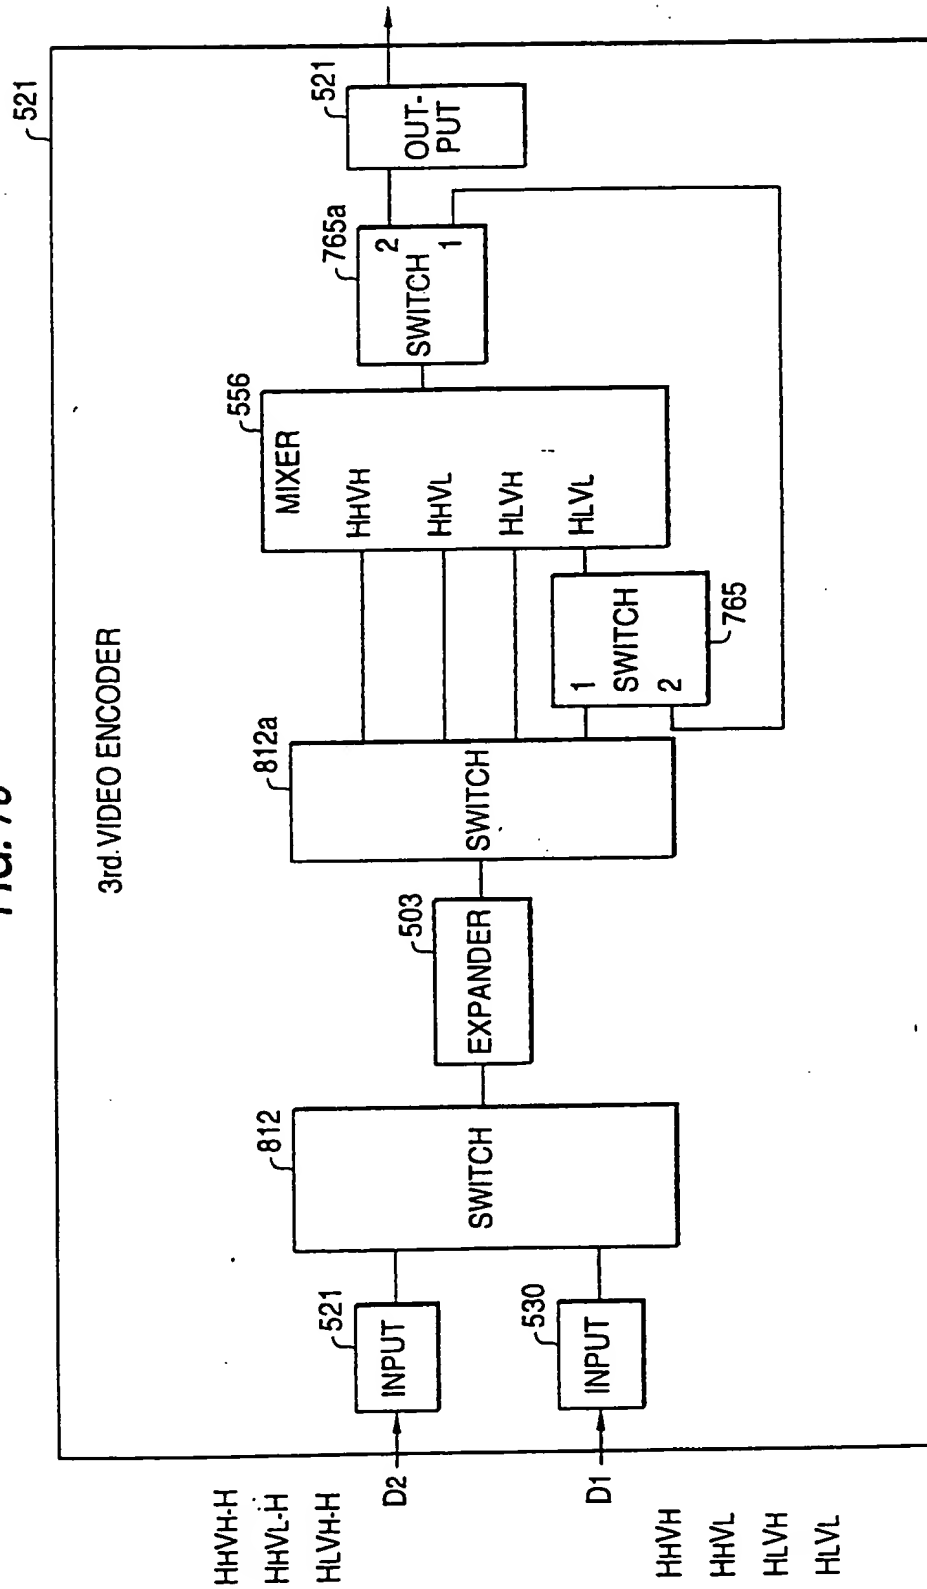 FIG.
521
3rd. VIDEO ENCODER
HHVH-H
HHVL-H
HLVH-H
D2
521
INPUT
D1
530
INPUT
HHVH
HHVL
HLVH
HLVL
812
SWITCH
503
EXPANDER
812a
SWITCH
1
SWITCH
2
765
556
MIXER
HHVH
HHVL
HLVH
HLVL
765a
2
SWITCH
1
521
OUT-
PUT